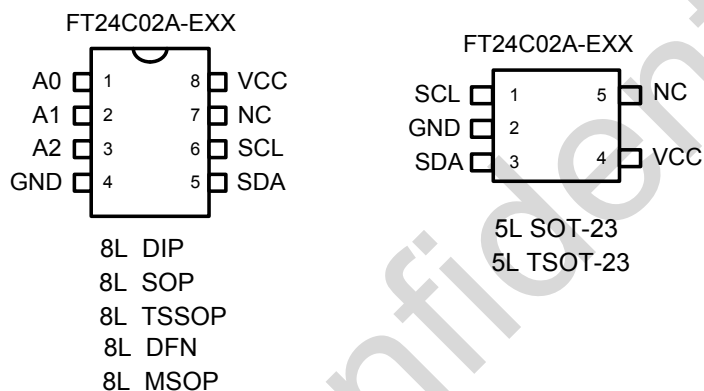 FT24C02A-EXX
A0 1 8 VCC
A1 2 7 NC
A2 3 6 SCL
GND 4 5 SDA
8L DIP
8L SOP
8L TSSOP
8L DFN
8L MSOP
FT24C02A-EXX
SCL 1 5 NC
GND 2
SDA 3 4 VCC
5L SOT-23
5L TSOT-23
onfident